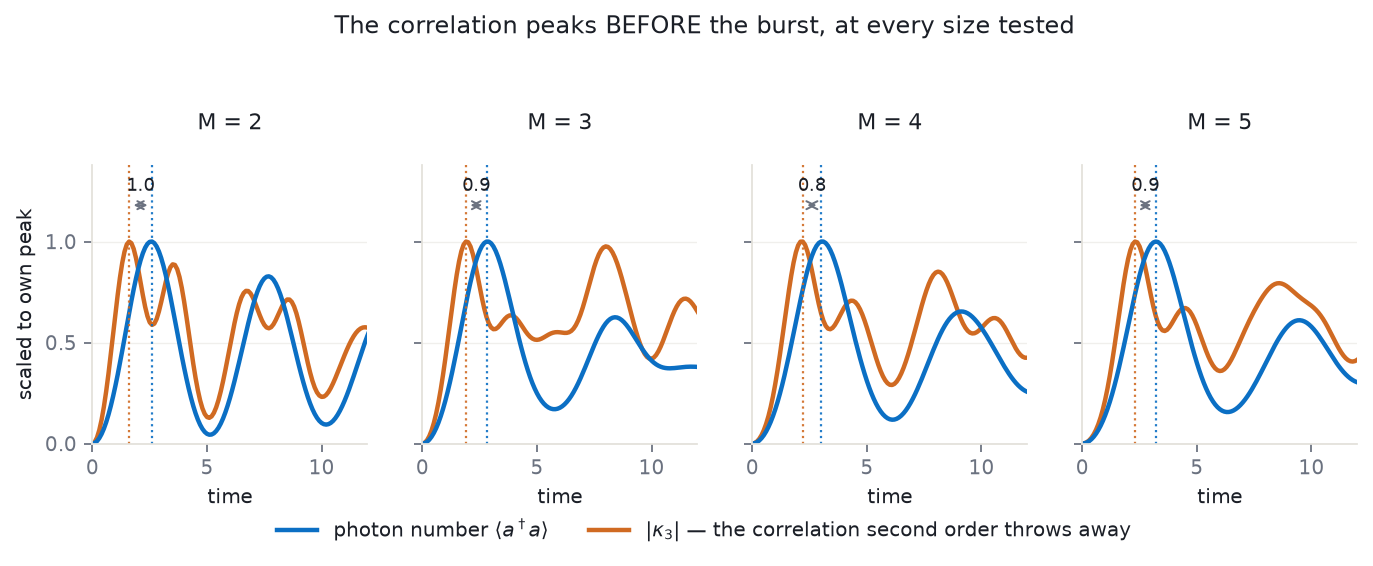 The correlation peaks BEFORE the burst, at every size tested
M = 2
M = 3
M = 4
M = 5
1.0
0.9
0.8
0.9
scaled to own peak
1.0
0.5
0.0
0 5 10
0 5 10
0 5 10
0 5 10
time
time
time
time
photon number ⟨a†a⟩
|κ₃| — the correlation second order throws away